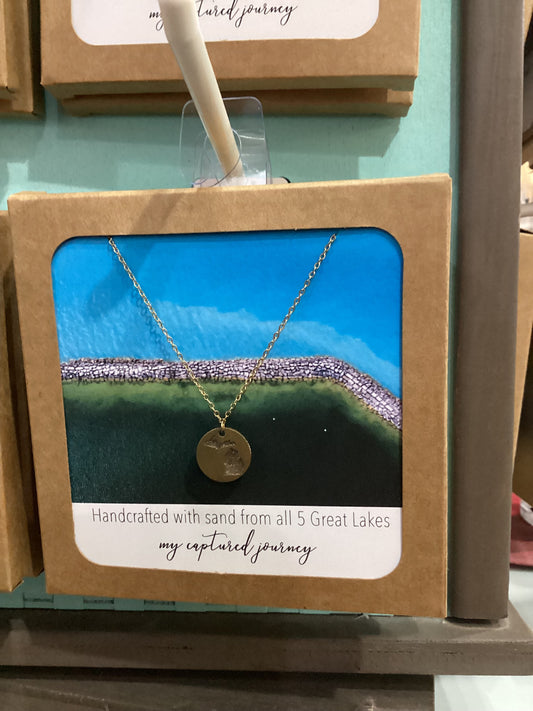 my captured journey
Handcrafted with sand from all 5 Great Lakes
my captured journey